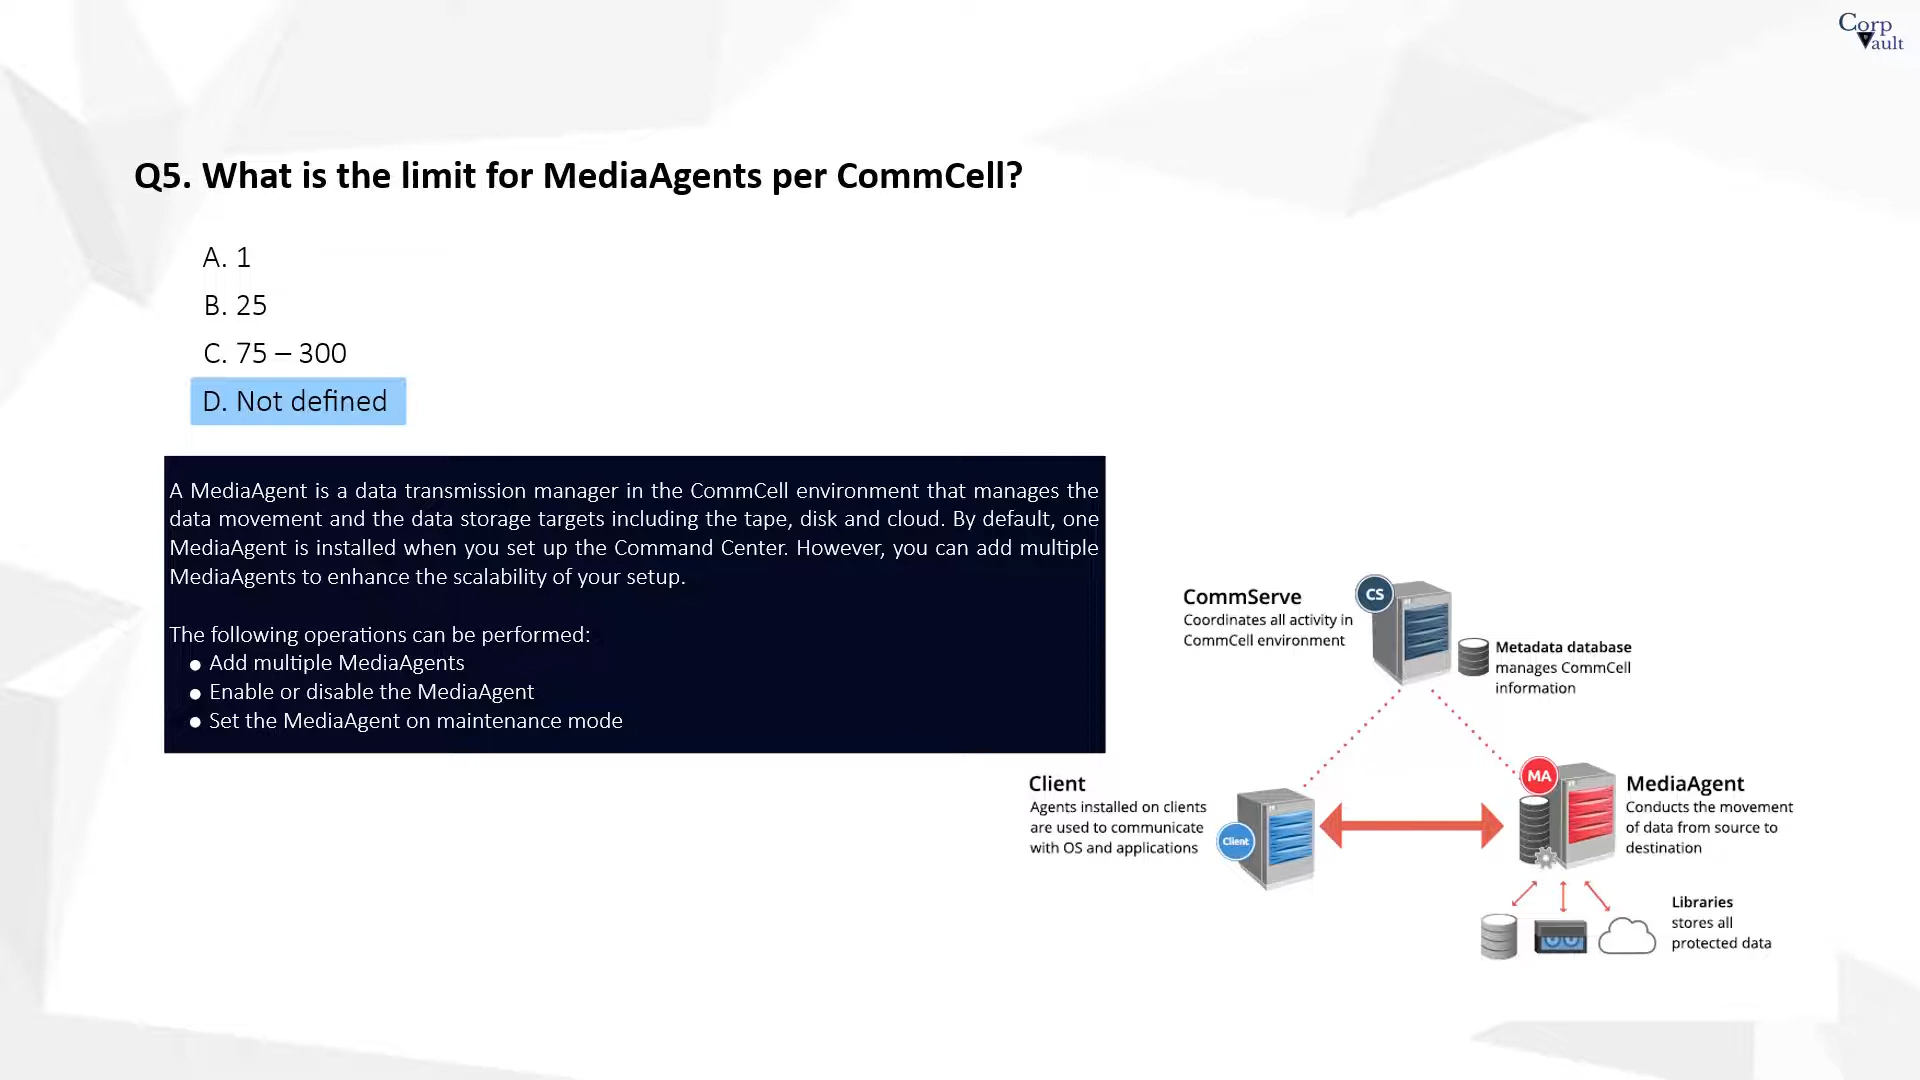 Corp
Vault
Q5. What is the limit for MediaAgents per CommCell?
A. 1
B. 25
C. 75 – 300
D. Not defined
A MediaAgent is a data transmission manager in the CommCell environment that manages the
data movement and the data storage targets including the tape, disk and cloud. By default, one
MediaAgent is installed when you set up the Command Center. However, you can add multiple
MediaAgents to enhance the scalability of your setup.
The following operations can be performed:
● Add multiple MediaAgents
● Enable or disable the MediaAgent
● Set the MediaAgent on maintenance mode
CommServe
Coordinates all activity in
CommCell environment
CS
Metadata database
manages CommCell
information
Client
Agents installed on clients
are used to communicate
with OS and applications
Client
MA
MediaAgent
Conducts the movement
of data from source to
destination
Libraries
stores all
protected data